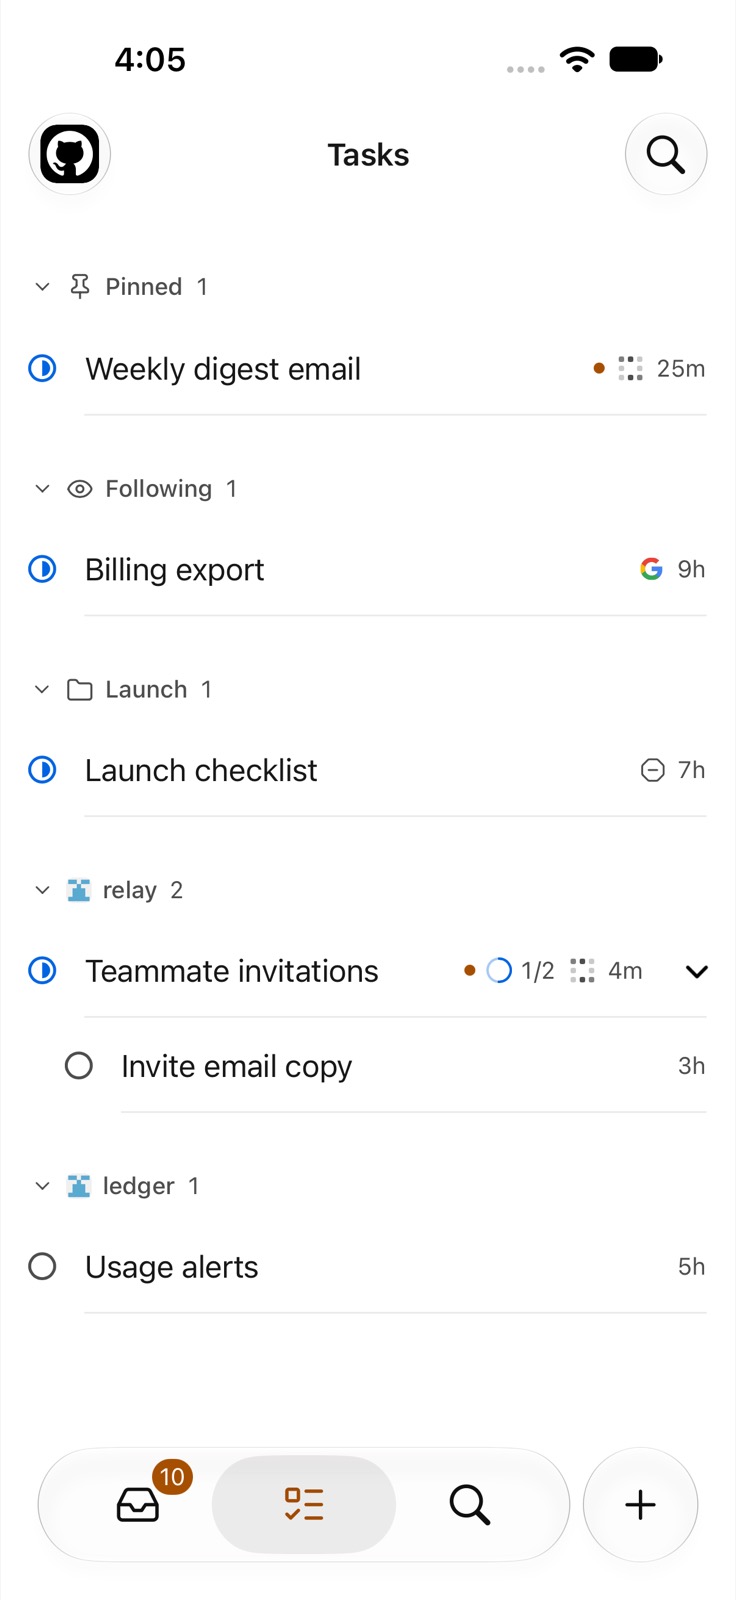 4:05
Tasks
Pinned 1
Weekly digest email 25m
Following 1
Billing export 9h
Launch 1
Launch checklist 7h
relay 2
Teammate invitations 1/2 4m
Invite email copy 3h
ledger 1
Usage alerts 5h
10